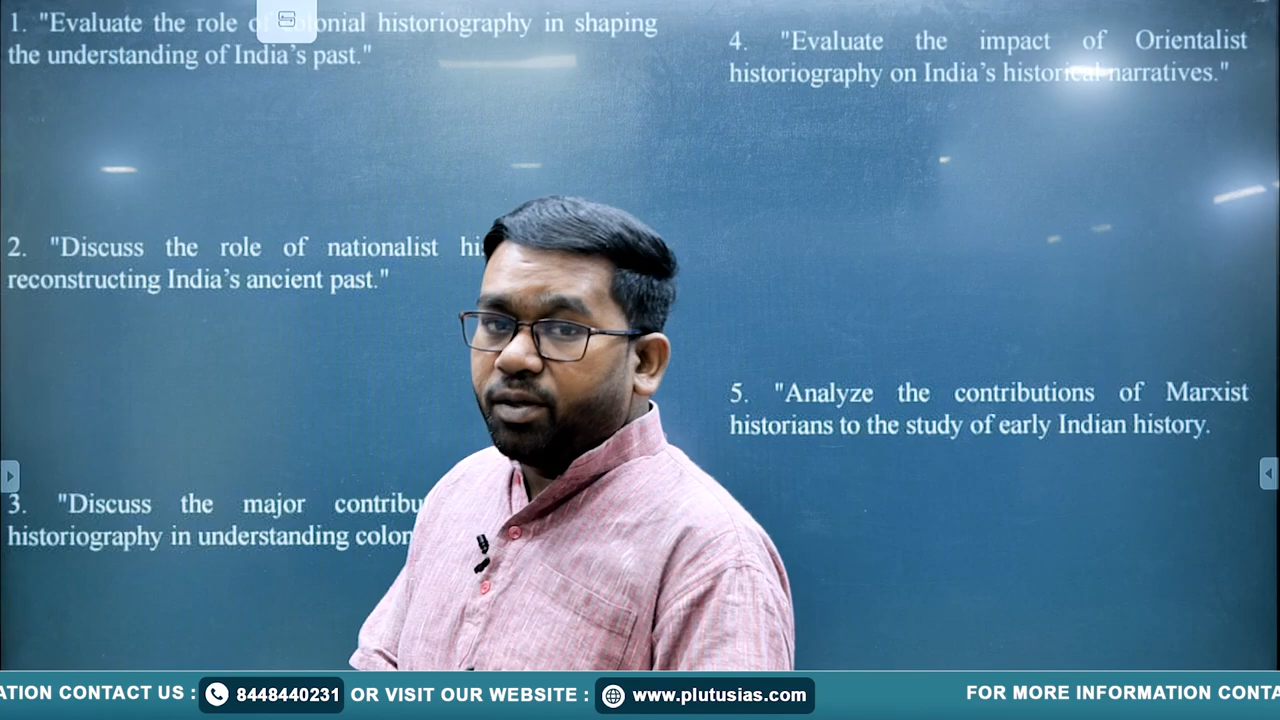 1. "Evaluate the role of colonial historiography in shaping
the understanding of India's past."
2. "Discuss the role of nationalist
reconstructing India's ancient past."
3. "Discuss the major
historiography in understanding
4. "Evaluate the impact of Orientalist
historiography on India's historical narratives."
5. "Analyze the contributions of Marxist
historians to the study of early Indian history.
ATION CONTACT US : 8448440231 OR VISIT OUR WEBSITE : www.plutusias.com FOR MORE INFORMATION CONTA